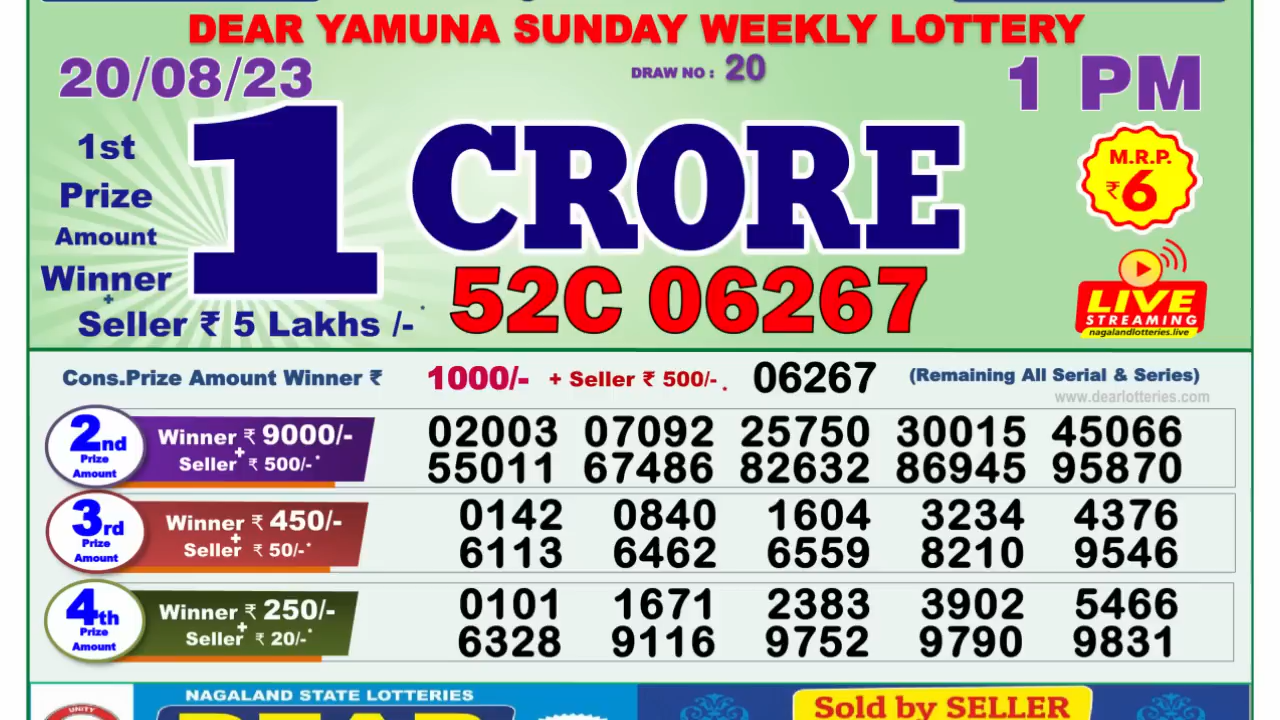 DEAR YAMUNA SUNDAY WEEKLY LOTTERY
20/08/23
DRAW NO : 20
1 PM
1st
Prize
Amount
Winner
+
Seller ₹ 5 Lakhs /-
1 CRORE
52C 06267
M.R.P.
₹6
LIVE
STREAMING
nagalandlotteries.live
Cons.Prize Amount Winner ₹ 1000/- + Seller ₹ 500/- . 06267 (Remaining All Serial & Series)
www.dearlotteries.com
2nd
Prize
Amount
Winner ₹ 9000/-
+
Seller ₹ 500/-*
02003 07092 25750 30015 45066
55011 67486 82632 86945 95870
3rd
Prize
Amount
Winner ₹ 450/-
+
Seller ₹ 50/-*
0142 0840 1604 3234 4376
6113 6462 6559 8210 9546
4th
Prize
Amount
Winner ₹ 250/-
+
Seller ₹ 20/-*
0101 1671 2383 3902 5466
6328 9116 9752 9790 9831
NAGALAND STATE LOTTERIES
UNITY
DEAR
Sold by SELLER